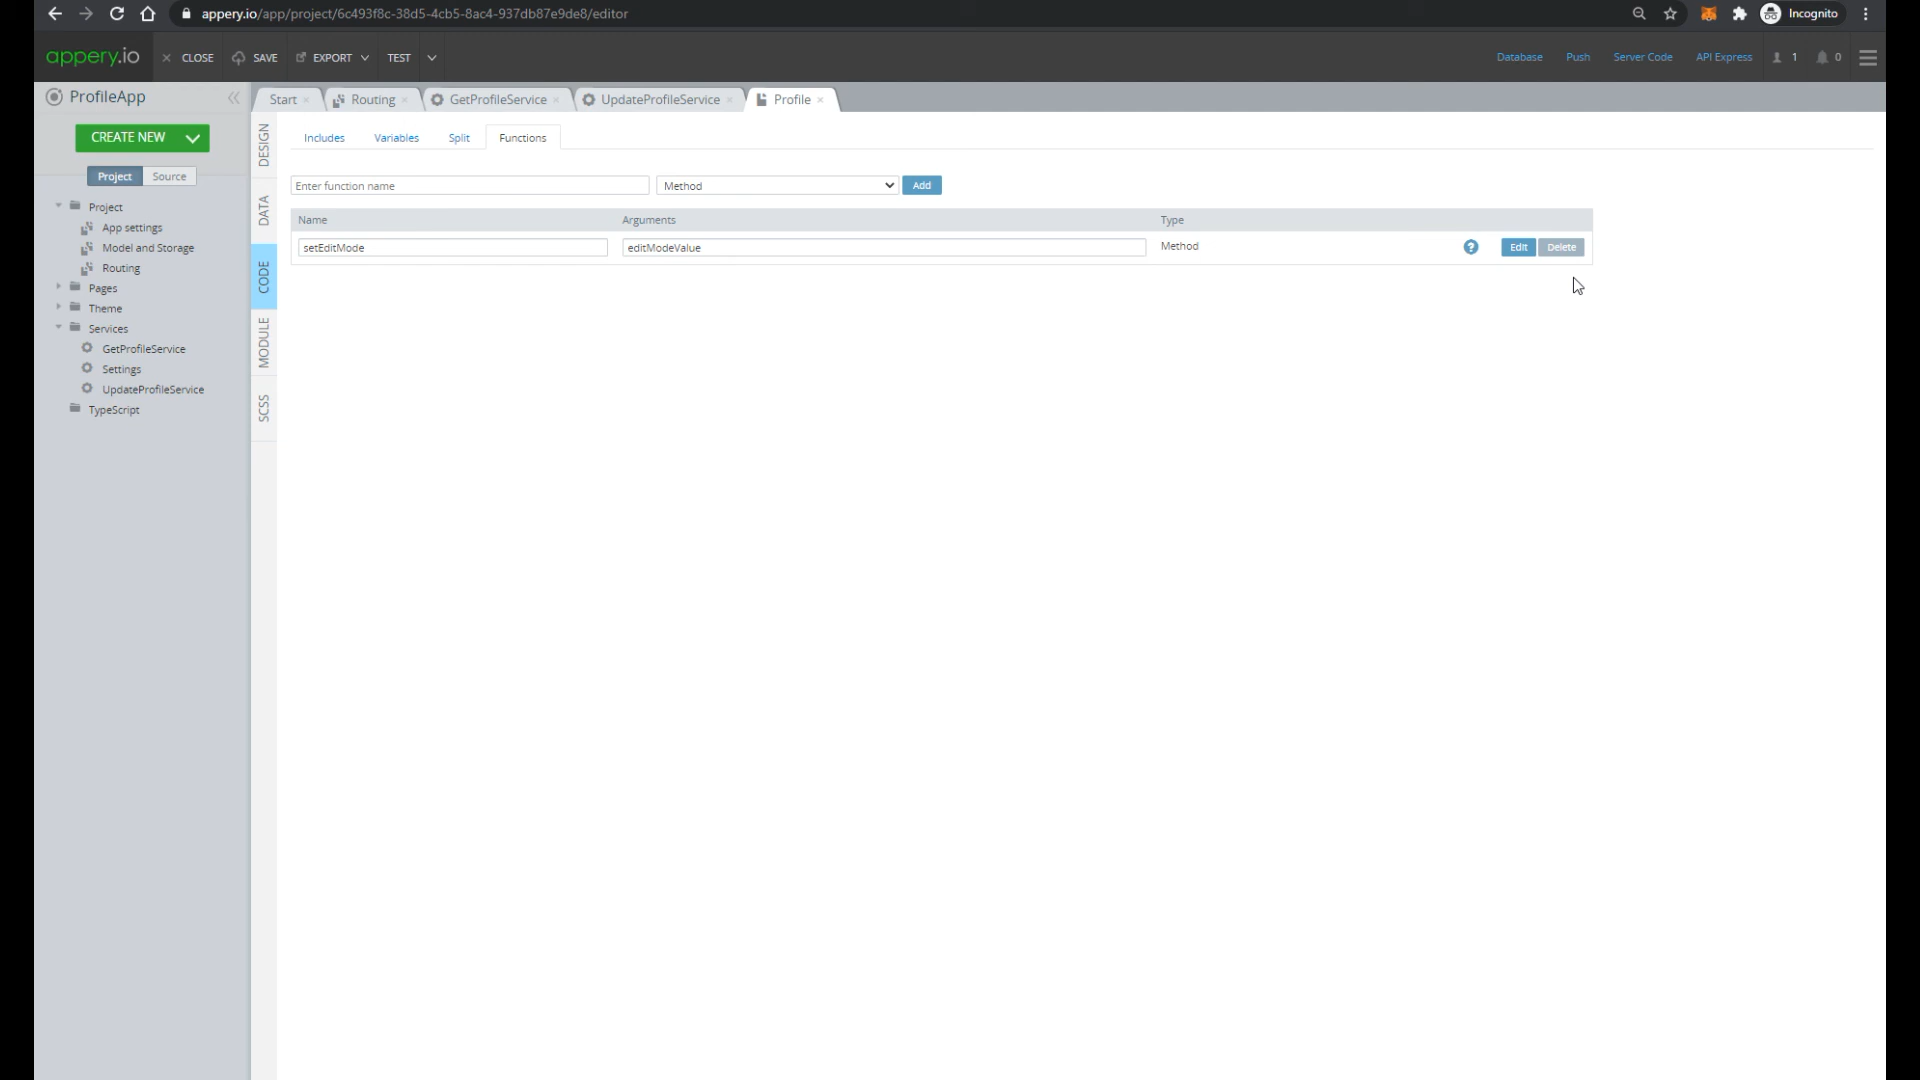 appery.io/app/project/6c493f8c-38d5-4cb5-8ac4-937db87e9de8/editor
Incognito
appery.io
CLOSE
SAVE
EXPORT
TEST
Database
Push
Server Code
API Express
1
0
ProfileApp
Start
Routing
GetProfileService
UpdateProfileService
Profile
CREATE NEW
Project
Source
Project
App settings
Model and Storage
Routing
Pages
Theme
Services
GetProfileService
Settings
UpdateProfileService
TypeScript
DESIGN
DATA
CODE
MODULE
SCSS
Includes
Variables
Split
Functions
Enter function name
Method
Add
Name
Arguments
Type
setEditMode
editModeValue
Method
?
Edit
Delete